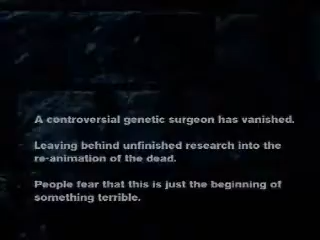 A controversial genetic surgeon has vanished.
Leaving behind unfinished research into the
re-animation of the dead.
People fear that this is just the beginning of
something terrible.